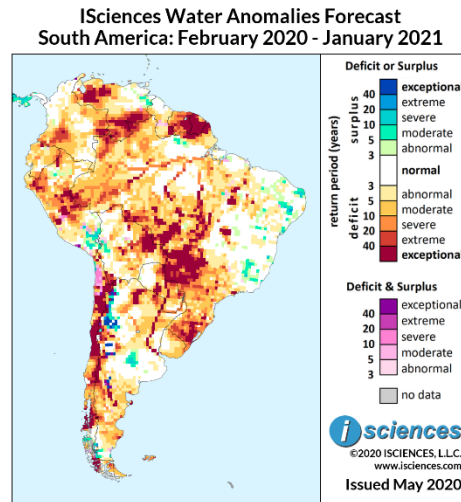 ISciences Water Anomalies Forecast
South America: February 2020 - January 2021
Deficit or Surplus
return period (years)
surplus
deficit
exceptional
40
extreme
20
severe
10
moderate
5
abnormal
3
normal
3
abnormal
5
moderate
10
severe
20
extreme
40
exceptional
Deficit & Surplus
exceptional
40
extreme
20
severe
10
moderate
5
abnormal
3
no data
i sciences
©2020 ISCIENCES, L.L.C.
www.isciences.com
Issued May 2020